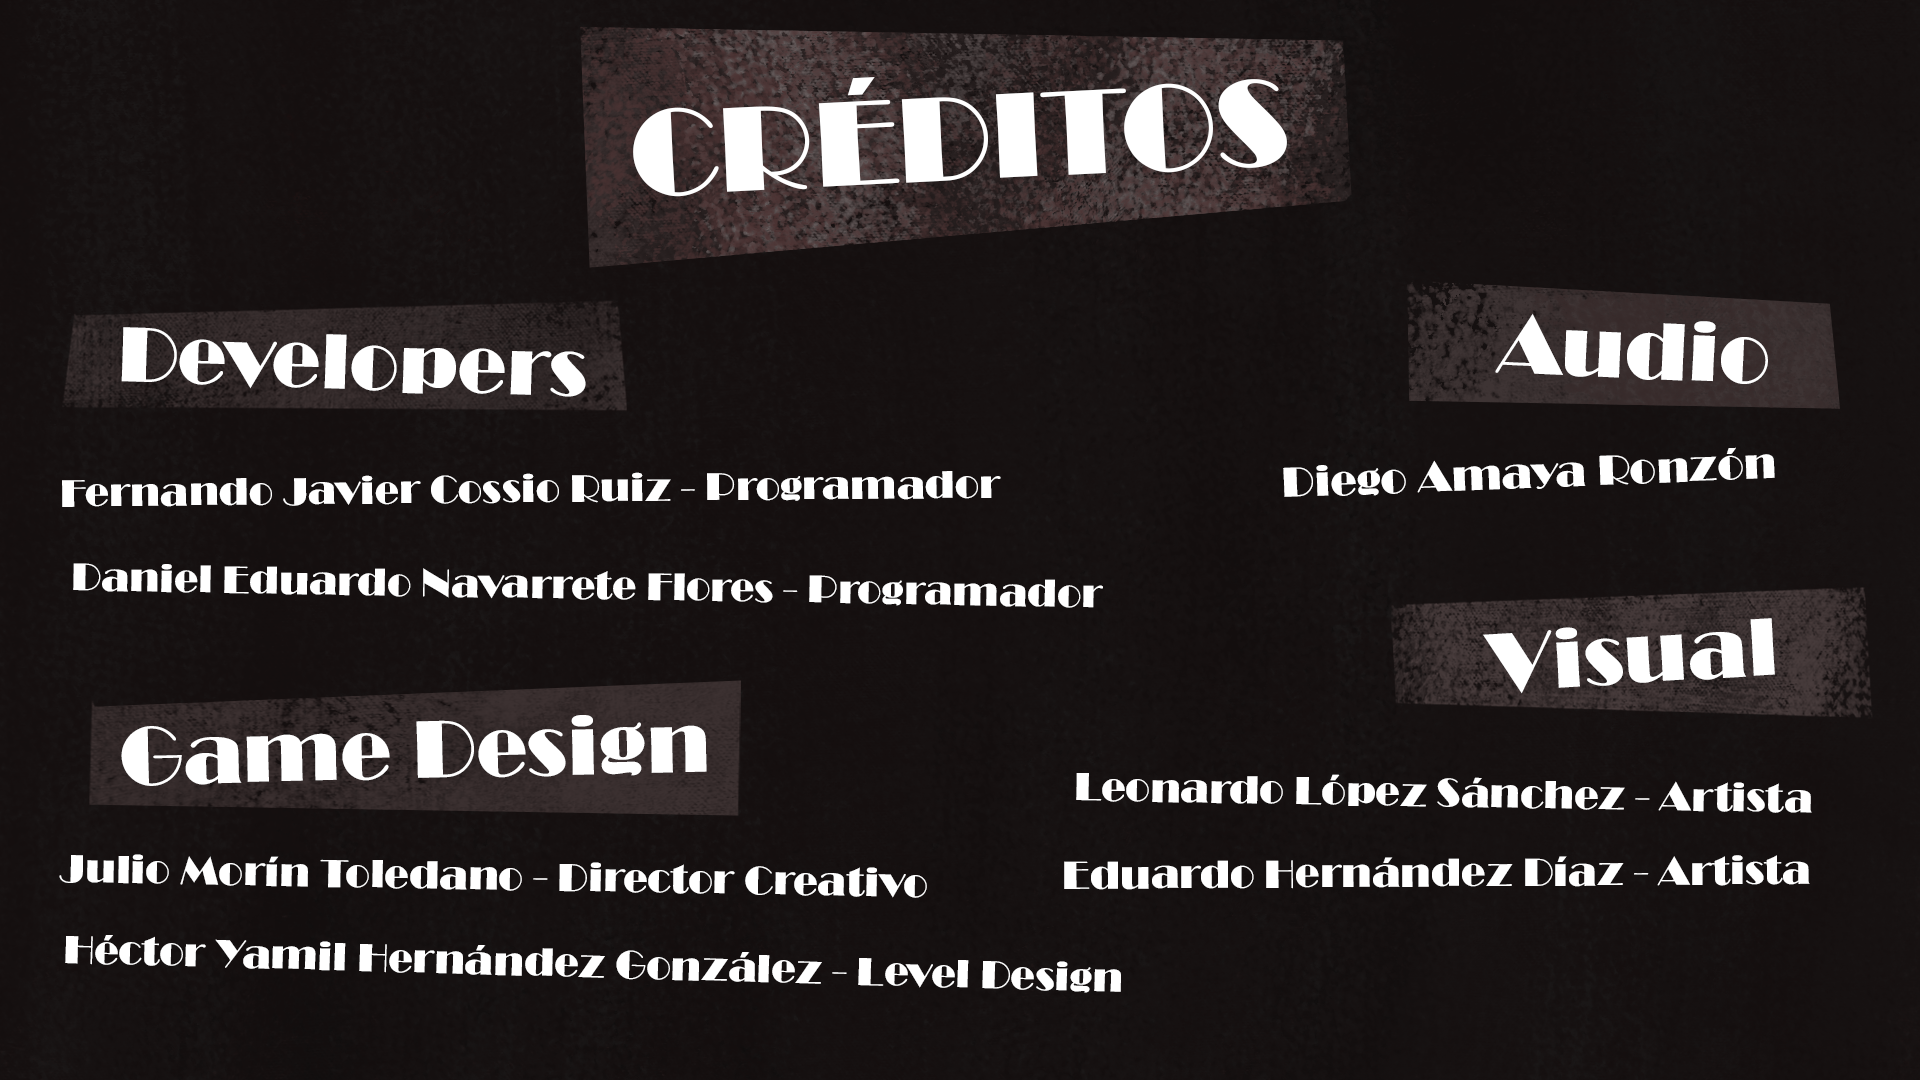 CRÉDITOS
Developers
Fernando Javier Cossio Ruiz - Programador
Daniel Eduardo Navarrete Flores - Programador
Game Design
Julio Morín Toledano - Director Creativo
Héctor Yamil Hernández González - Level Design
Audio
Diego Amaya Ronzón
Visual
Leonardo López Sánchez - Artista
Eduardo Hernández Díaz - Artista